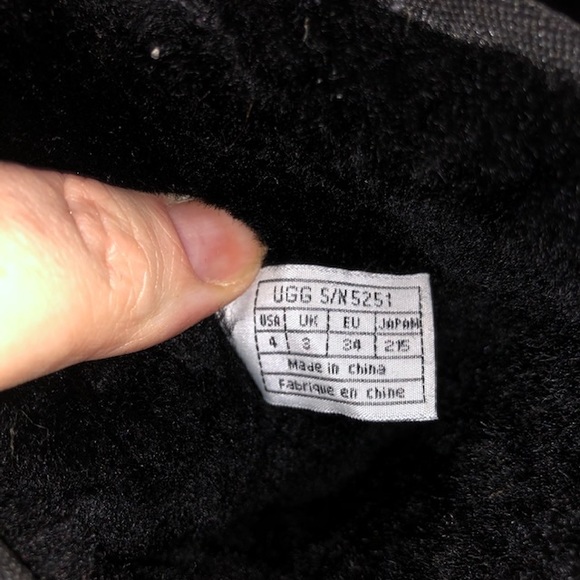 UGG S/N 5251
USA UK EU JAPAN
4 3 34 215
Made in China
Fabrique en Chine